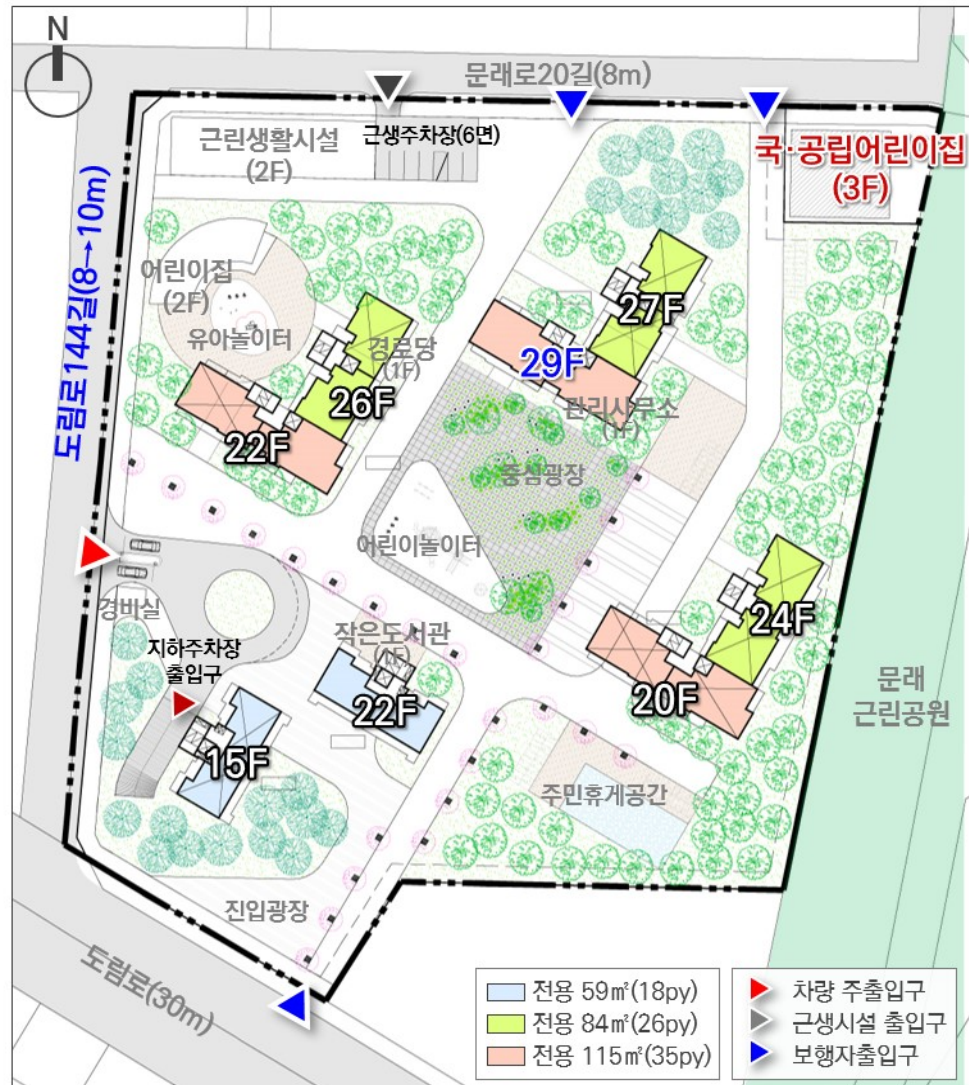 N
문래로20길(8m)
근린생활시설
(2F)
근생주차장(6면)
국·공립어린이집
(3F)
도림로144길(8→10m)
어린이집
(2F)
유아놀이터
경로당
(1F)
27F
29F
26F
22F
관리사무소
(1F)
중심광장
어린이놀이터
경비실
지하주차장
출입구
작은도서관
(1F)
24F
20F
22F
15F
문래
근린공원
주민휴게공간
진입광장
도림로(30m)
전용 59㎡(18py)
전용 84㎡(26py)
전용 115㎡(35py)
차량 주출입구
근생시설 출입구
보행자출입구